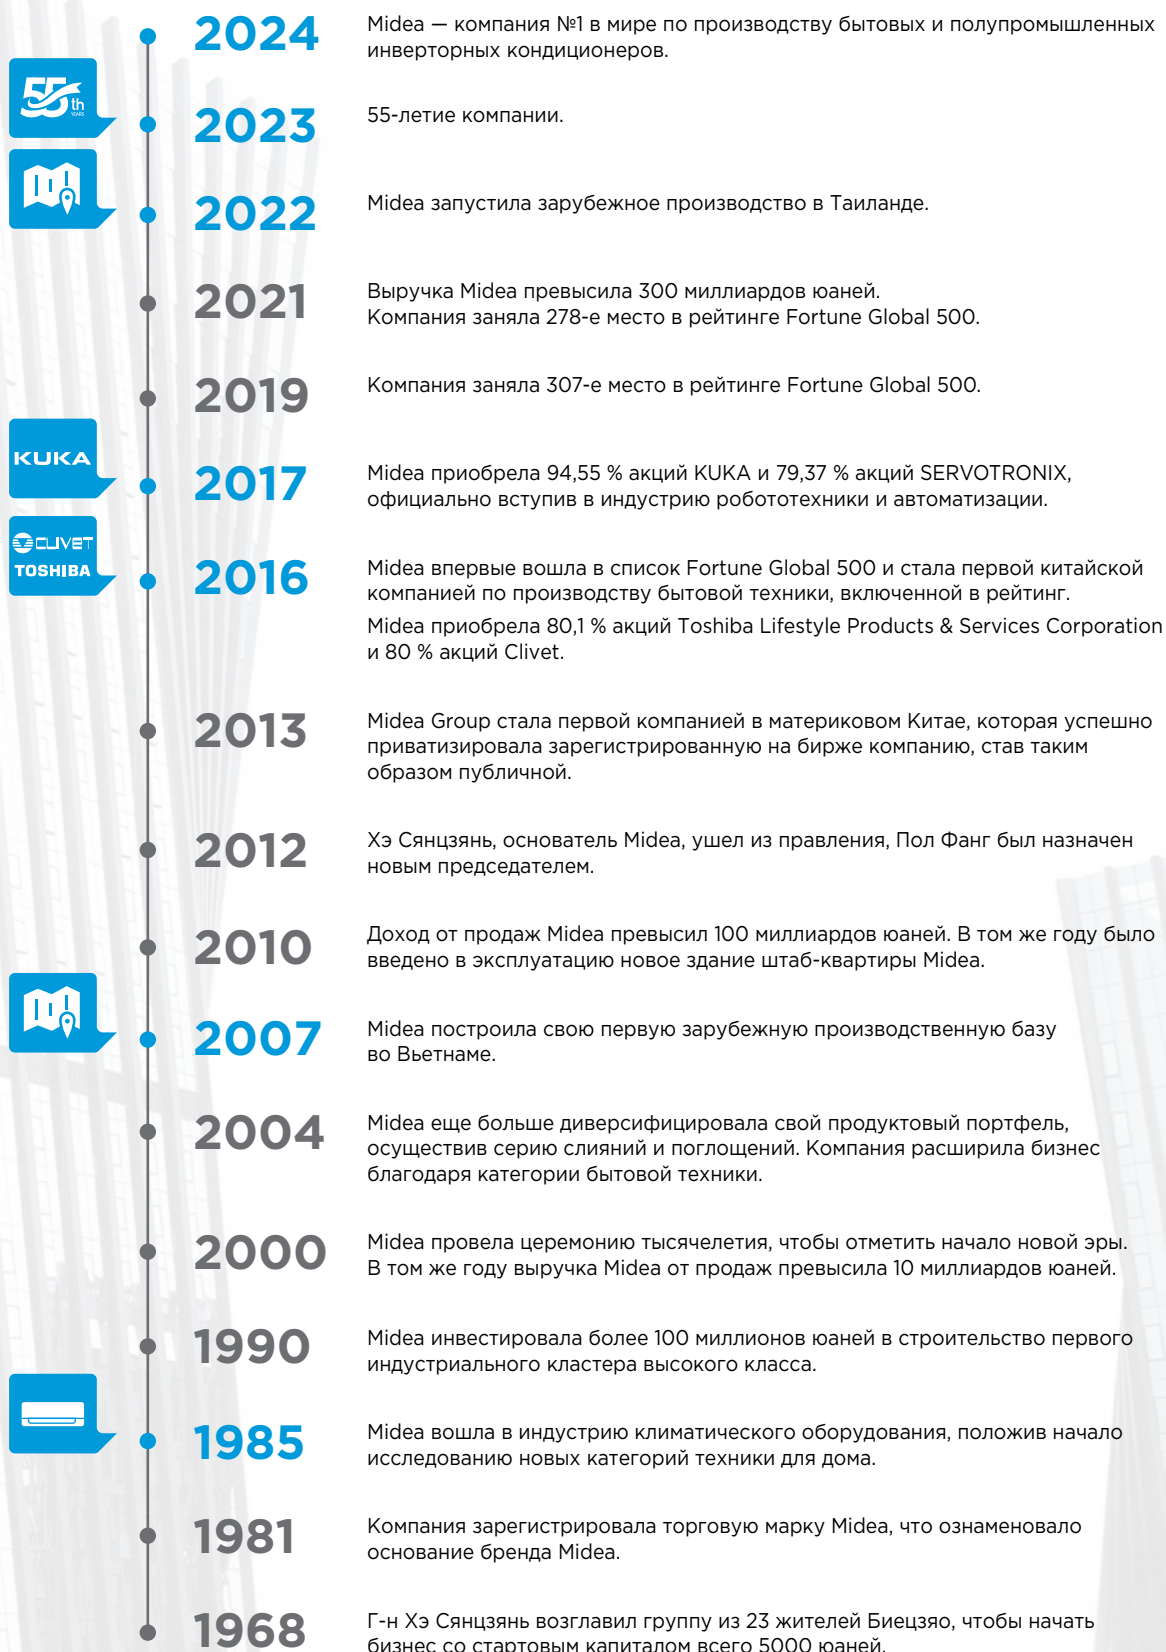 2024
Midea — компания №1 в мире по производству бытовых и полупромышленных
инверторных кондиционеров.
55th
YEARS
2023
55-летие компании.
2022
Midea запустила зарубежное производство в Таиланде.
2021
Выручка Midea превысила 300 миллиардов юаней.
Компания заняла 278-е место в рейтинге Fortune Global 500.
2019
Компания заняла 307-е место в рейтинге Fortune Global 500.
KUKA
2017
Midea приобрела 94,55 % акций KUKA и 79,37 % акций SERVOTRONIX,
официально вступив в индустрию робототехники и автоматизации.
CLIVET
TOSHIBA
2016
Midea впервые вошла в список Fortune Global 500 и стала первой китайской
компанией по производству бытовой техники, включенной в рейтинг.
Midea приобрела 80,1 % акций Toshiba Lifestyle Products & Services Corporation
и 80 % акций Clivet.
2013
Midea Group стала первой компанией в материковом Китае, которая успешно
приватизировала зарегистрированную на бирже компанию, став таким
образом публичной.
2012
Хэ Сянцзянь, основатель Midea, ушел из правления, Пол Фанг был назначен
новым председателем.
2010
Доход от продаж Midea превысил 100 миллиардов юаней. В том же году было
введено в эксплуатацию новое здание штаб-квартиры Midea.
2007
Midea построила свою первую зарубежную производственную базу
во Вьетнаме.
2004
Midea еще больше диверсифицировала свой продуктовый портфель,
осуществив серию слияний и поглощений. Компания расширила бизнес
благодаря категории бытовой техники.
2000
Midea провела церемонию тысячелетия, чтобы отметить начало новой эры.
В том же году выручка Midea от продаж превысила 10 миллиардов юаней.
1990
Midea инвестировала более 100 миллионов юаней в строительство первого
индустриального кластера высокого класса.
1985
Midea вошла в индустрию климатического оборудования, положив начало
исследованию новых категорий техники для дома.
1981
Компания зарегистрировала торговую марку Midea, что ознаменовало
основание бренда Midea.
1968
Г-н Хэ Сянцзянь возглавил группу из 23 жителей Биецзяо, чтобы начать
бизнес со стартовым капиталом всего 5000 юаней.